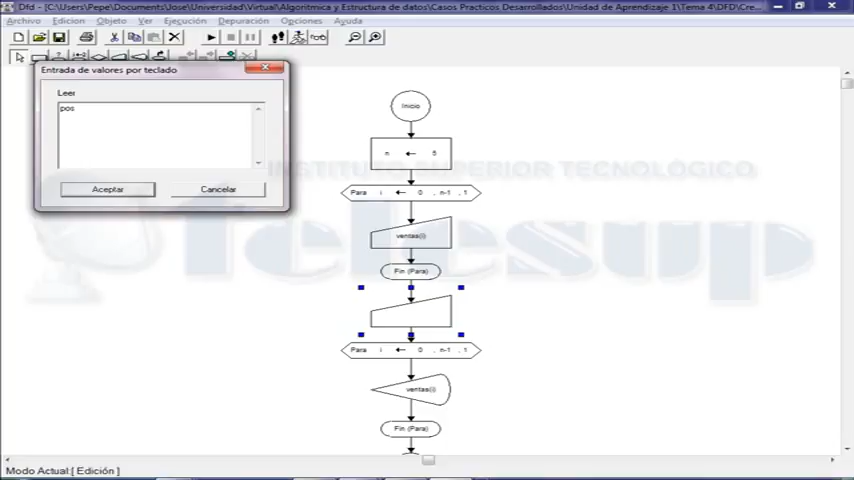 Dfd - [C:\Users\Pepe\Documents\Jose\Universidad\Virtual\Algoritmica y Estructura de datos\Casos Practicos Desarrollados\Unidad de Aprendizaje 1\Tema 4\DFD\Cre...
Archivo Edicion Objeto Ver Ejecución Depuración Opciones Ayuda
Entrada de valores por teclado
Leer
pos
Aceptar Cancelar
Inicio
n ← 5
INSTITUTO SUPERIOR TECNOLÓGICO
Telesup
Para i ← 0 , n-1 , 1
ventas(i)
Fin (Para)
Para i ← 0 , n-1 , 1
ventas(i)
Fin (Para)
Modo Actual:[ Edición ]